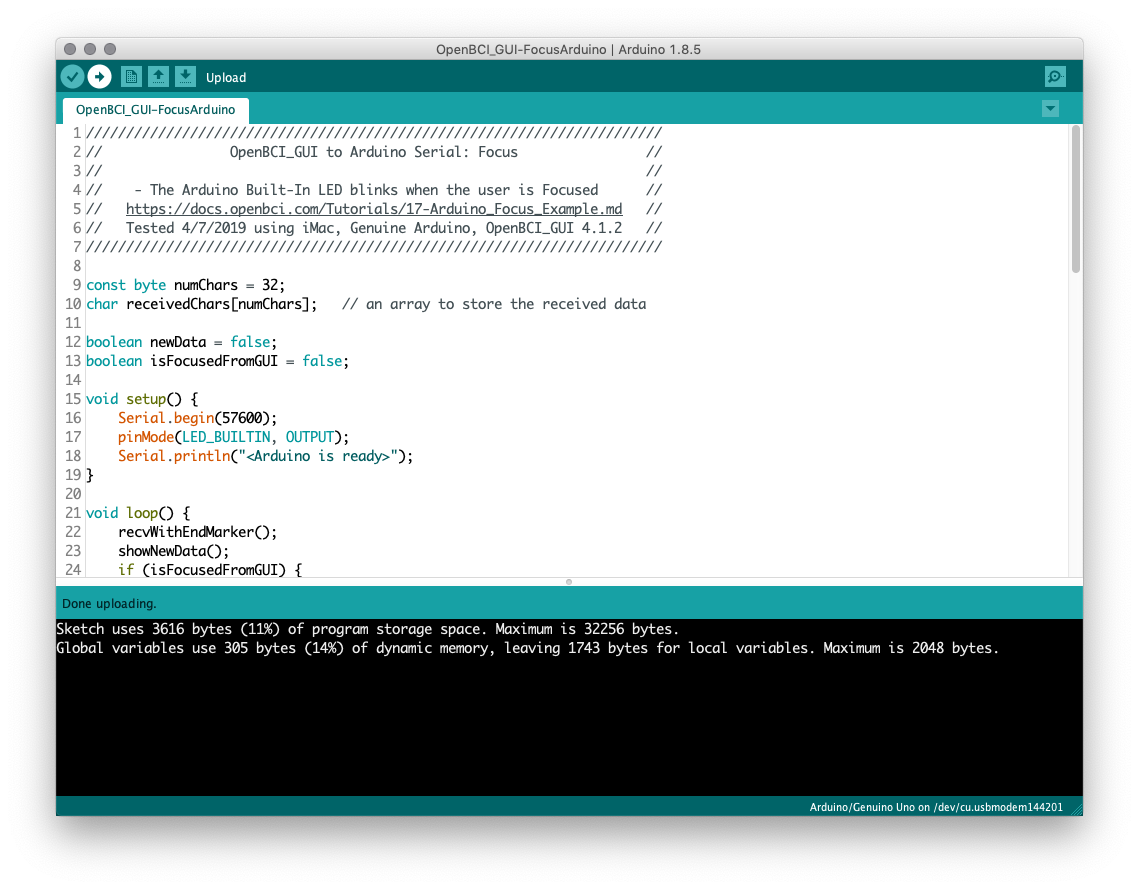 OpenBCI_GUI-FocusArduino | Arduino 1.8.5
Upload
OpenBCI_GUI-FocusArduino
1 ////////////////////////////////////////////////////////////////////////
2 //                OpenBCI_GUI to Arduino Serial: Focus                //
3 //                                                                    //
4 //    - The Arduino Built-In LED blinks when the user is Focused      //
5 //   https://docs.openbci.com/Tutorials/17-Arduino_Focus_Example.md   //
6 //   Tested 4/7/2019 using iMac, Genuine Arduino, OpenBCI_GUI 4.1.2   //
7 ////////////////////////////////////////////////////////////////////////
8
9 const byte numChars = 32;
10 char receivedChars[numChars];   // an array to store the received data
11
12 boolean newData = false;
13 boolean isFocusedFromGUI = false;
14
15 void setup() {
16     Serial.begin(57600);
17     pinMode(LED_BUILTIN, OUTPUT);
18     Serial.println("<Arduino is ready>");
19 }
20
21 void loop() {
22     recvWithEndMarker();
23     showNewData();
24     if (isFocusedFromGUI) {
Done uploading.
Sketch uses 3616 bytes (11%) of program storage space. Maximum is 32256 bytes.
Global variables use 305 bytes (14%) of dynamic memory, leaving 1743 bytes for local variables. Maximum is 2048 bytes.
Arduino/Genuino Uno on /dev/cu.usbmodem144201